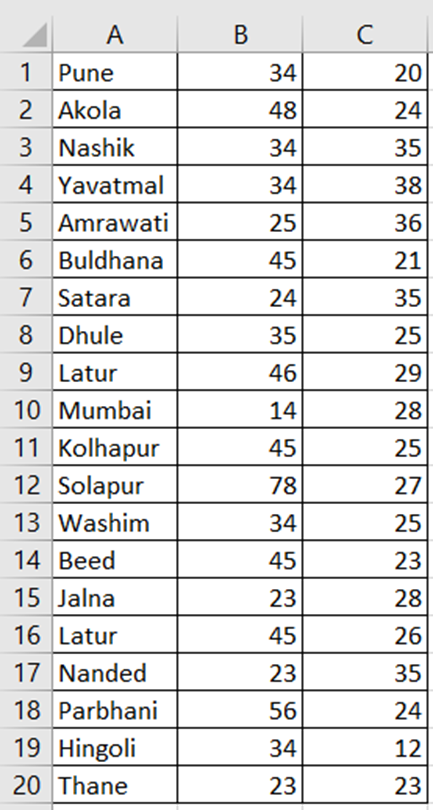 A B C
1 Pune 34 20
2 Akola 48 24
3 Nashik 34 35
4 Yavatmal 34 38
5 Amrawati 25 36
6 Buldhana 45 21
7 Satara 24 35
8 Dhule 35 25
9 Latur 46 29
10 Mumbai 14 28
11 Kolhapur 45 25
12 Solapur 78 27
13 Washim 34 25
14 Beed 45 23
15 Jalna 23 28
16 Latur 45 26
17 Nanded 23 35
18 Parbhani 56 24
19 Hingoli 34 12
20 Thane 23 23